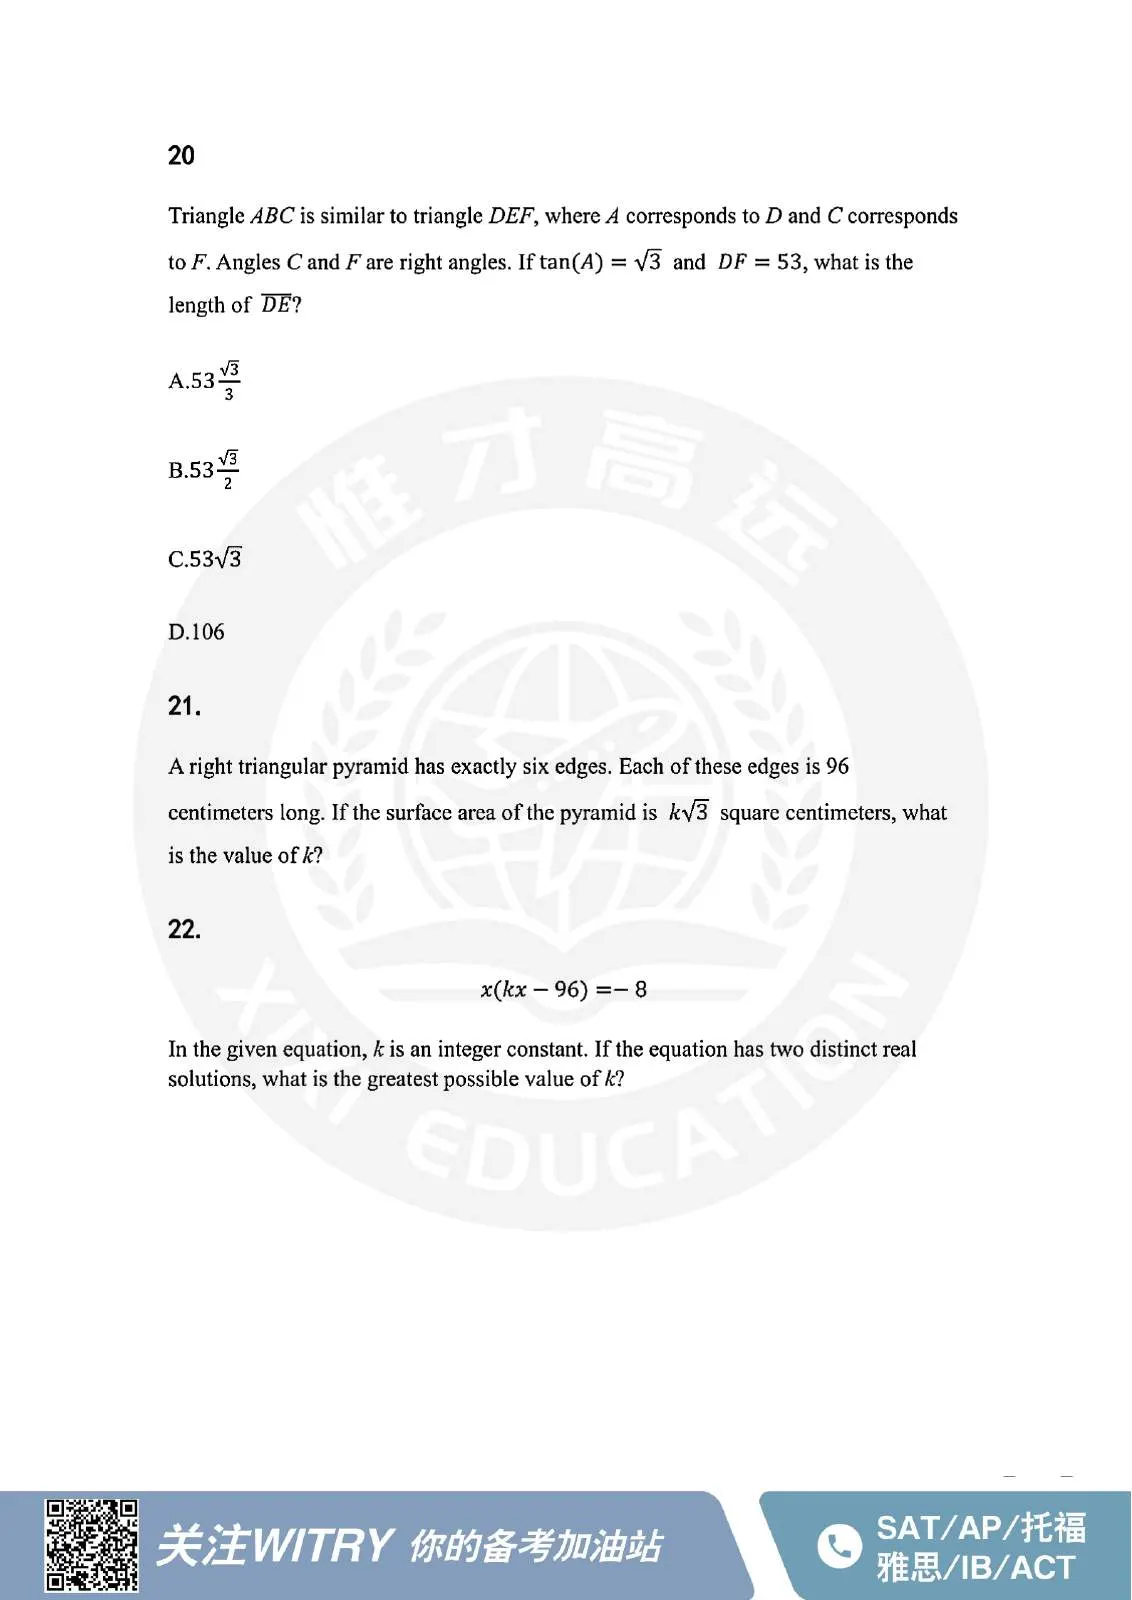 20
Triangle ABC is similar to triangle DEF, where A corresponds to D and C corresponds
to F. Angles C and F are right angles. If tan(A) = √3 and DF = 53, what is the
length of D̅E̅?
A.53 √3/3
B.53 √3/2
C.53√3
D.106
21.
A right triangular pyramid has exactly six edges. Each of these edges is 96
centimeters long. If the surface area of the pyramid is k√3 square centimeters, what
is the value of k?
22.
x(kx − 96) =− 8
In the given equation, k is an integer constant. If the equation has two distinct real
solutions, what is the greatest possible value of k?
惟才高远
XIXI EDUCATION
关注WITRY 你的备考加油站
SAT/AP/托福
雅思/IB/ACT